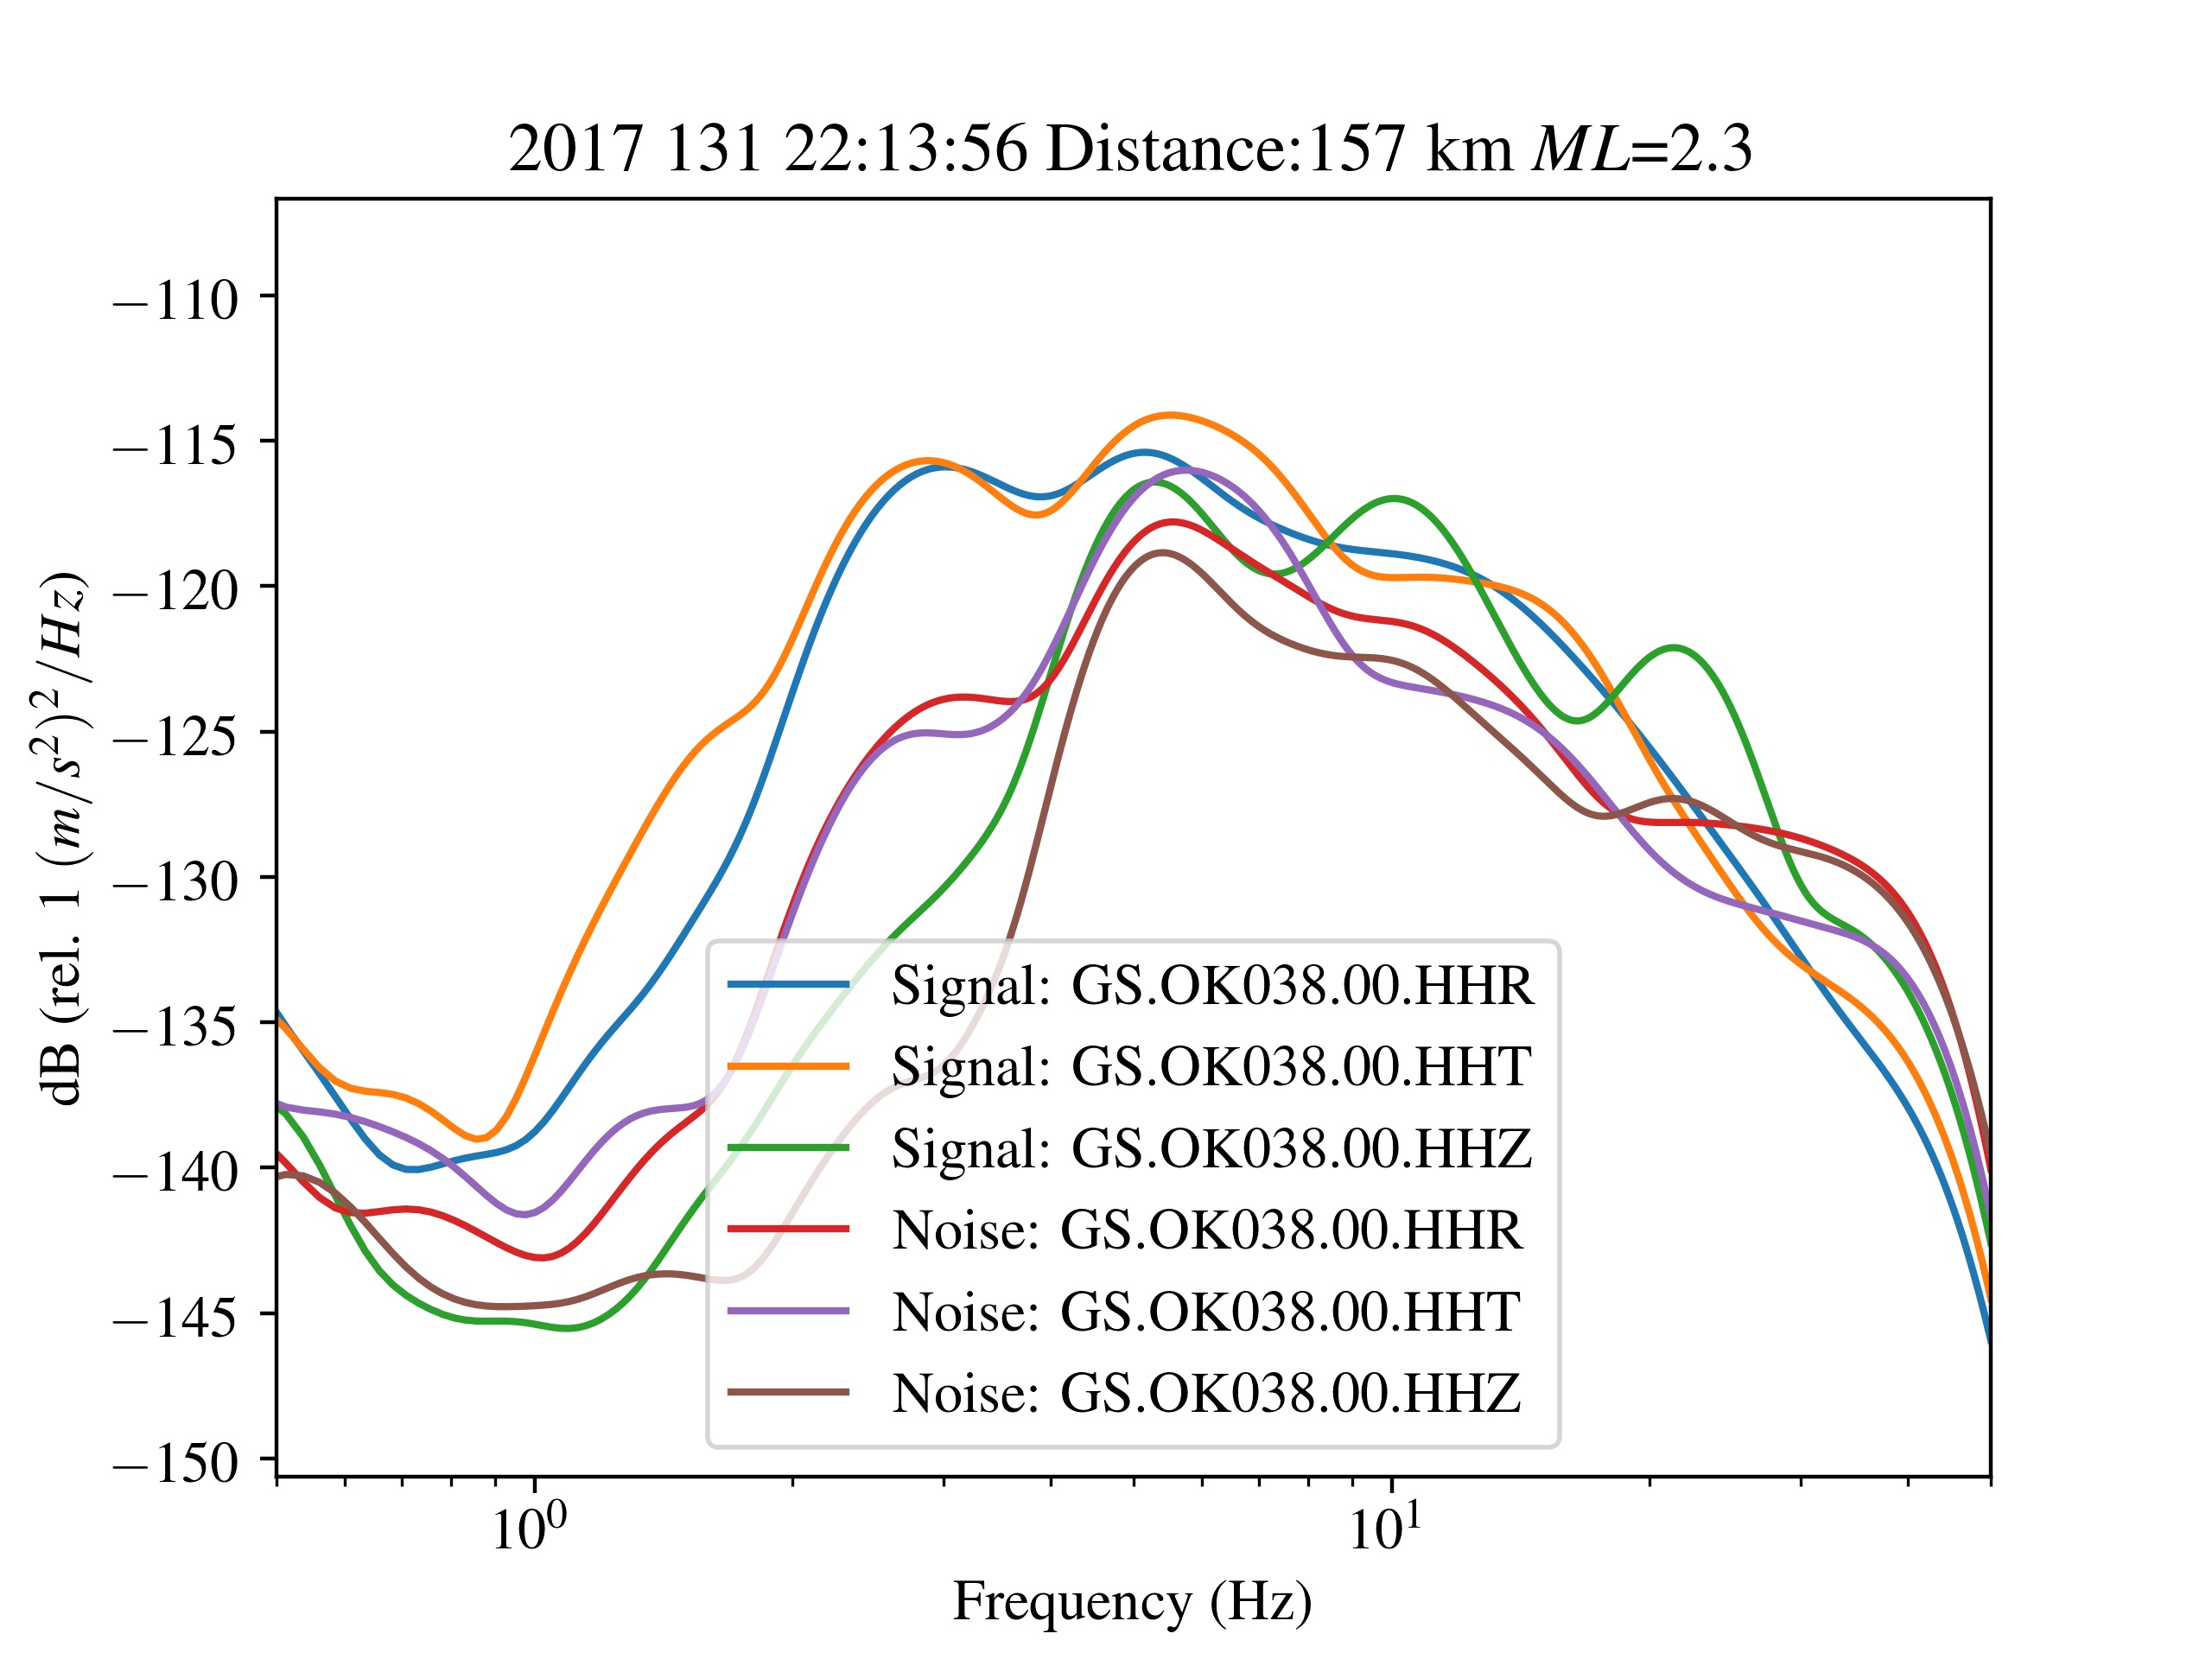 2017 131 22:13:56 Distance:157 km ML=2.3
dB (rel. 1 (m/s²)²/Hz)
−110
−115
−120
−125
−130
−135
−140
−145
−150
Signal: GS.OK038.00.HHR
Signal: GS.OK038.00.HHT
Signal: GS.OK038.00.HHZ
Noise: GS.OK038.00.HHR
Noise: GS.OK038.00.HHT
Noise: GS.OK038.00.HHZ
10⁰ 10¹
Frequency (Hz)